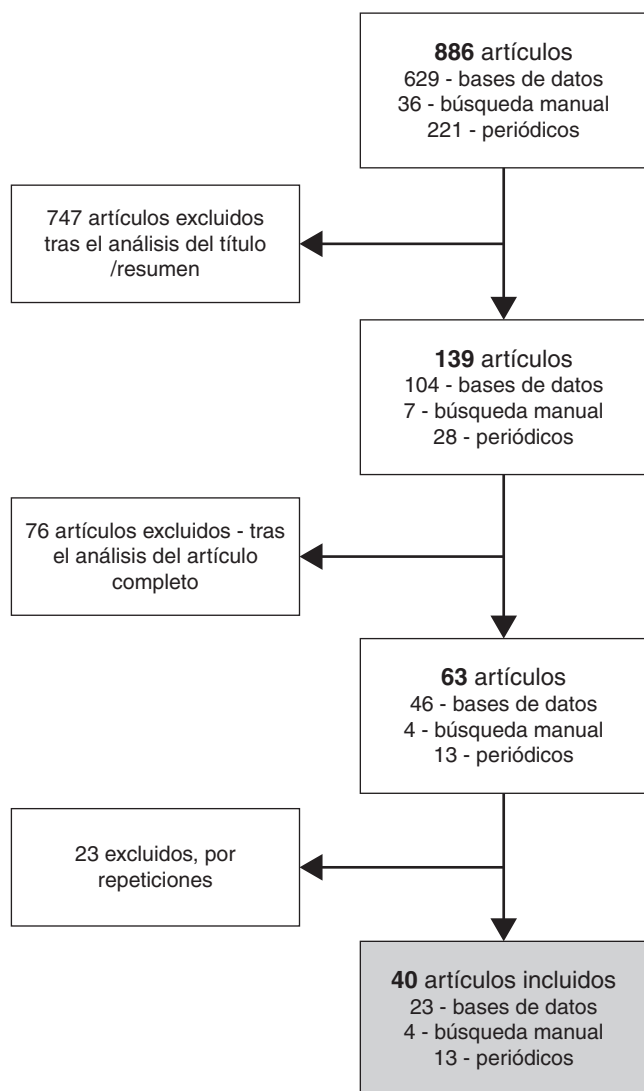 886 artículos
629 - bases de datos
36 - búsqueda manual
221 - periódicos
747 artículos excluidos
tras el análisis del título
/resumen
139 artículos
104 - bases de datos
7 - búsqueda manual
28 - periódicos
76 artículos excluidos - tras
el análisis del artículo
completo
63 artículos
46 - bases de datos
4 - búsqueda manual
13 - periódicos
23 excluidos, por
repeticiones
40 artículos incluidos
23 - bases de datos
4 - búsqueda manual
13 - periódicos